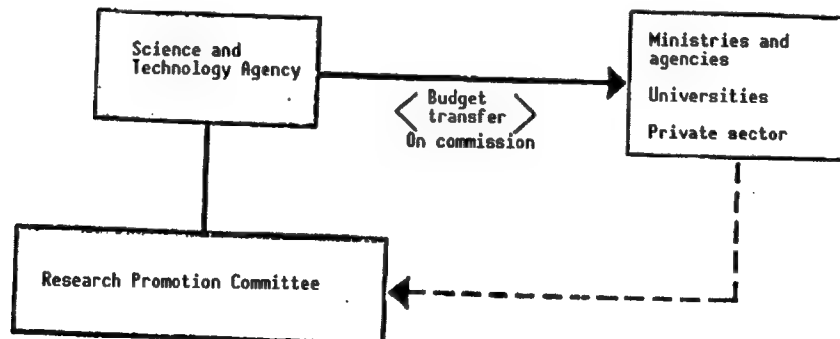 Science and
Technology Agency
Budget
transfer
On commission
Ministries and
agencies
Universities
Private sector
Research Promotion Committee